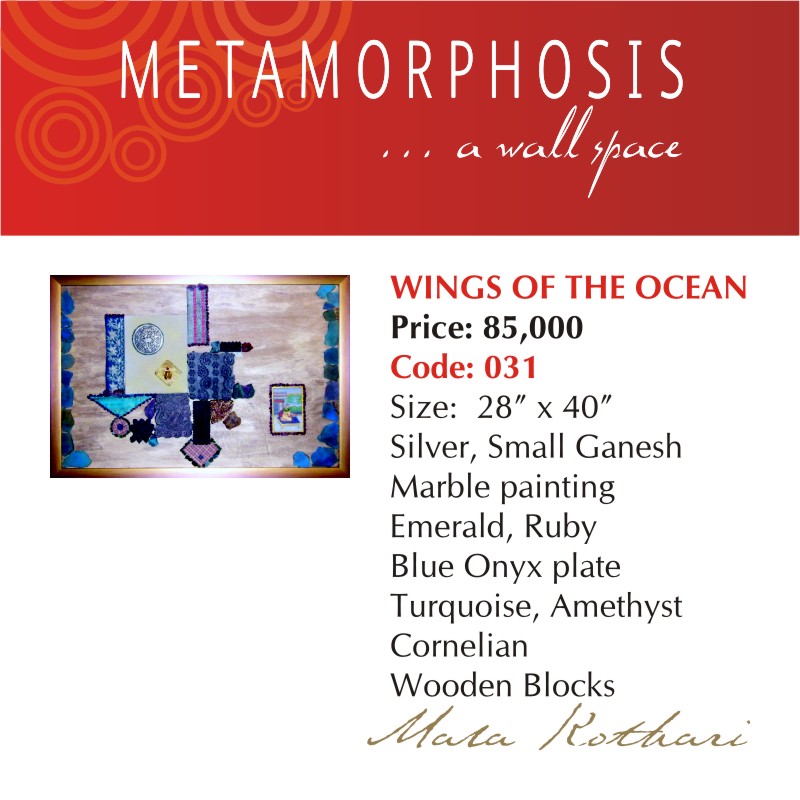 METAMORPHOSIS
... a wall space
WINGS OF THE OCEAN
Price: 85,000
Code: 031
Size:  28” x 40”
Silver, Small Ganesh
Marble painting
Emerald, Ruby
Blue Onyx plate
Turquoise, Amethyst
Cornelian
Wooden Blocks
Mala Kothari